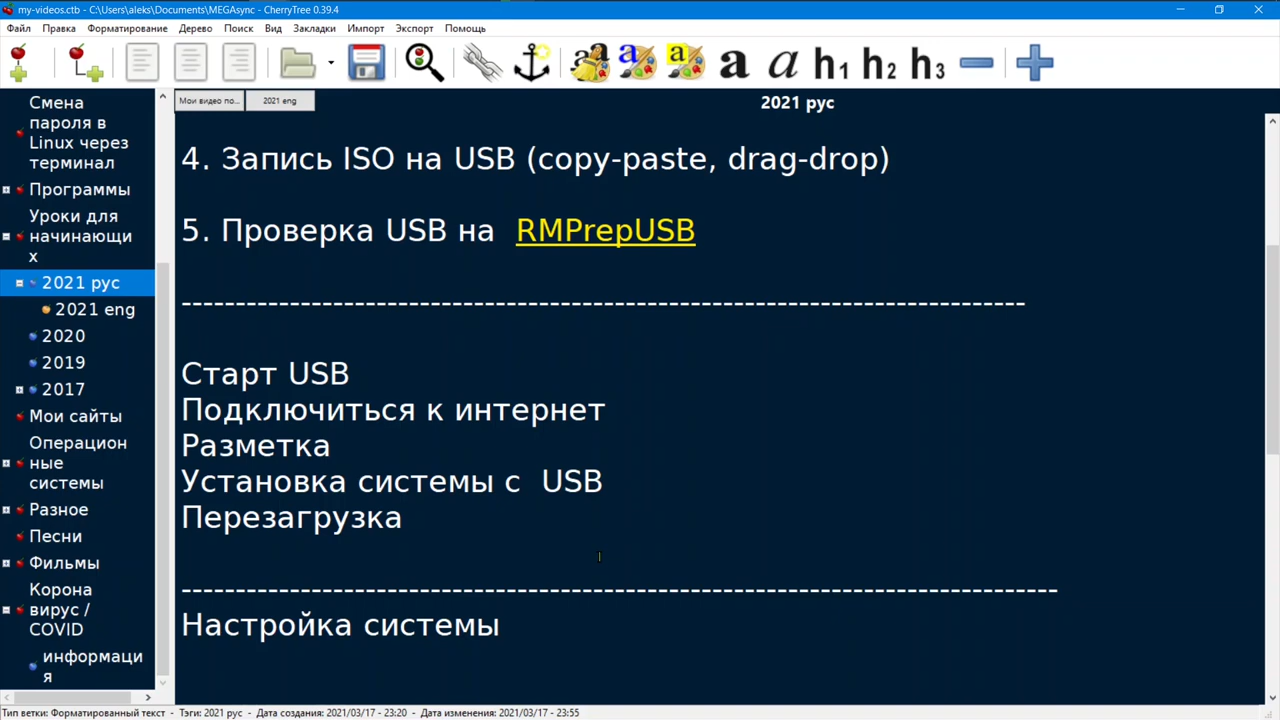 my-videos.ctb - C:\Users\aleks\Documents\MEGAsync - CherryTree 0.39.4
Файл Правка Форматирование Дерево Поиск Вид Закладки Импорт Экспорт Помощь
a a a a a h1 h2 h3
Смена
пароля в
Linux через
терминал
Программы
Уроки для
начинающи
х
2021 рус
2021 eng
2020
2019
2017
Мои сайты
Операцион
ные
системы
Разное
Песни
Фильмы
Корона
вирус /
COVID
информаци
я
Мои видео по... 2021 eng
2021 рус
4. Запись ISO на USB (copy-paste, drag-drop)
5. Проверка USB на  RMPrepUSB
------------------------------------------------------------------------------
Старт USB
Подключиться к интернет
Разметка
Установка системы с  USB
Перезагрузка
---------------------------------------------------------------------------------
Настройка системы
Тип ветки: Форматированный текст  -  Тэги: 2021 рус  -  Дата создания: 2021/03/17 - 23:20  -  Дата изменения: 2021/03/17 - 23:55